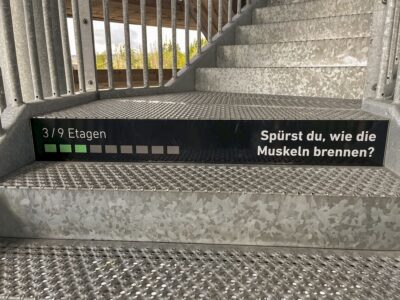 3/9 Etagen
Spürst du, wie die
Muskeln brennen?